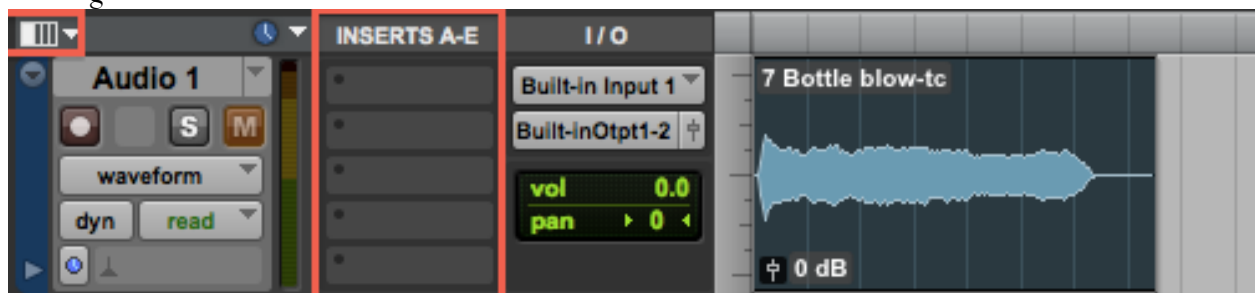 INSERTS A-E
I/O
Audio 1
S
M
waveform
dyn
read
Built-in Input 1
Built-inOtpt1-2
vol 0.0
pan 0
7 Bottle blow-tc
0 dB